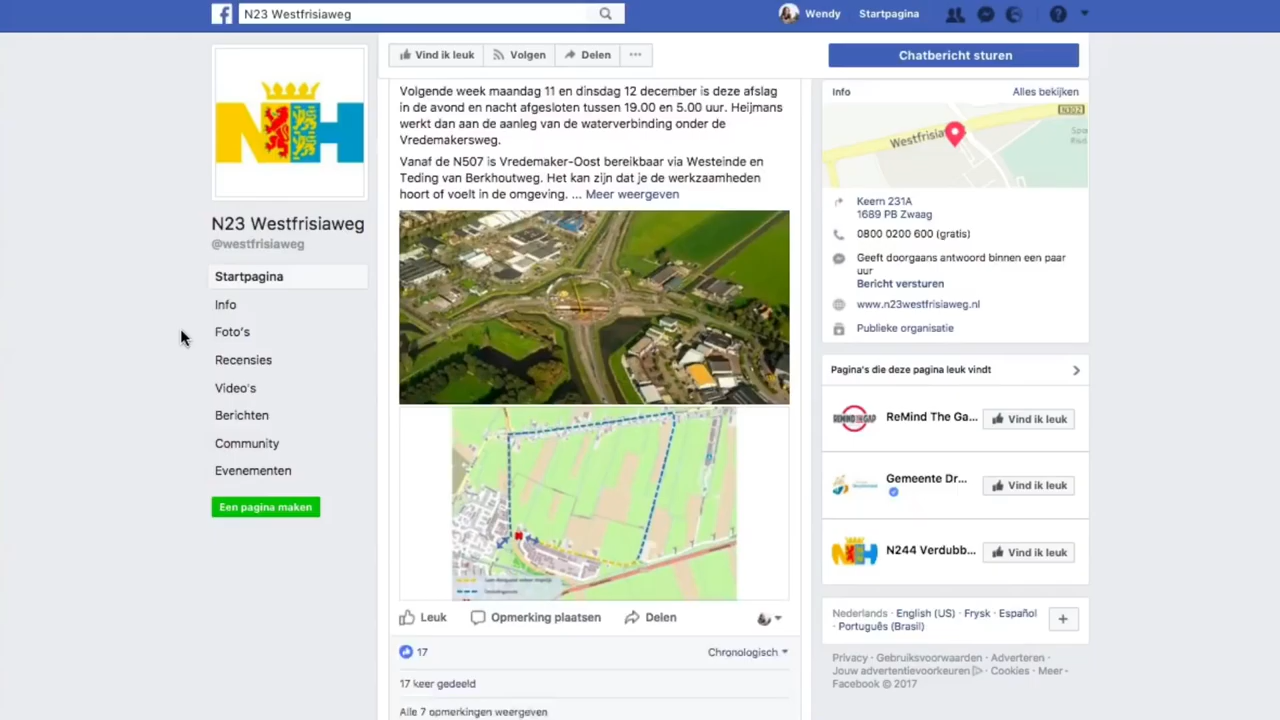 N23 Westfrisiaweg
Wendy
Startpagina
N23 Westfrisiaweg
@westfrisiaweg
Startpagina
Info
Foto's
Recensies
Video's
Berichten
Community
Evenementen
Een pagina maken
Vind ik leuk
Volgen
Delen
Chatbericht sturen
Volgende week maandag 11 en dinsdag 12 december is deze afslag
in de avond en nacht afgesloten tussen 19.00 en 5.00 uur. Heijmans
werkt dan aan de aanleg van de waterverbinding onder de
Vredemakersweg.
Vanaf de N507 is Vredemaker-Oost bereikbaar via Westeinde en
Teding van Berkhoutweg. Het kan zijn dat je de werkzaamheden
hoort of voelt in de omgeving. ... Meer weergeven
Leuk
Opmerking plaatsen
Delen
17
Chronologisch
17 keer gedeeld
Alle 7 opmerkingen weergeven
Info
Alles bekijken
N302
Westfrisia
Keern 231A
1689 PB Zwaag
0800 0200 600 (gratis)
Geeft doorgaans antwoord binnen een paar
uur
Bericht versturen
www.n23westfrisiaweg.nl
Publieke organisatie
Pagina's die deze pagina leuk vindt
ReMind The Ga...
Vind ik leuk
Gemeente Dr...
Vind ik leuk
N244 Verdubb...
Vind ik leuk
Nederlands · English (US) · Frysk · Español
· Português (Brasil)
Privacy · Gebruiksvoorwaarden · Adverteren ·
Jouw advertentievoorkeuren · Cookies · Meer
Facebook © 2017